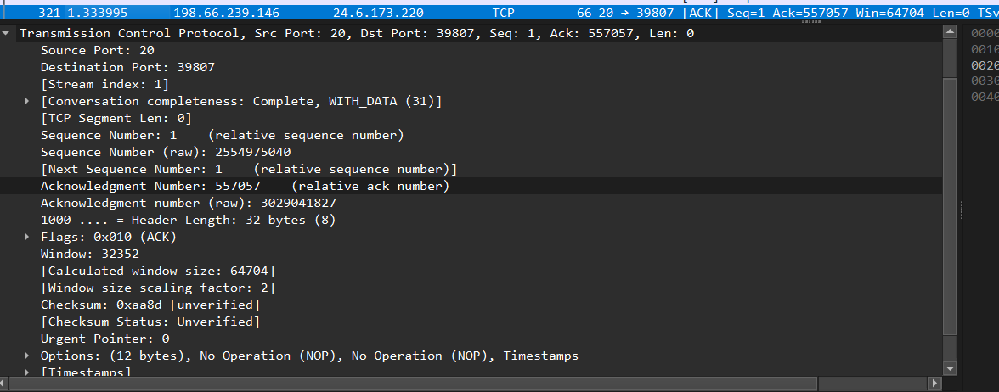 321 1.333995 198.66.239.146 24.6.173.220 TCP 66 20 → 39807 [ACK] Seq=1 Ack=557057 Win=64704 Len=0 TSv
Transmission Control Protocol, Src Port: 20, Dst Port: 39807, Seq: 1, Ack: 557057, Len: 0
Source Port: 20
Destination Port: 39807
[Stream index: 1]
[Conversation completeness: Complete, WITH_DATA (31)]
[TCP Segment Len: 0]
Sequence Number: 1 (relative sequence number)
Sequence Number (raw): 2554975040
[Next Sequence Number: 1 (relative sequence number)]
Acknowledgment Number: 557057 (relative ack number)
Acknowledgment number (raw): 3029041827
1000 .... = Header Length: 32 bytes (8)
Flags: 0x010 (ACK)
Window: 32352
[Calculated window size: 64704]
[Window size scaling factor: 2]
Checksum: 0xaa8d [unverified]
[Checksum Status: Unverified]
Urgent Pointer: 0
Options: (12 bytes), No-Operation (NOP), No-Operation (NOP), Timestamps
[Timestamps]
0000
0010
0020
0030
0040